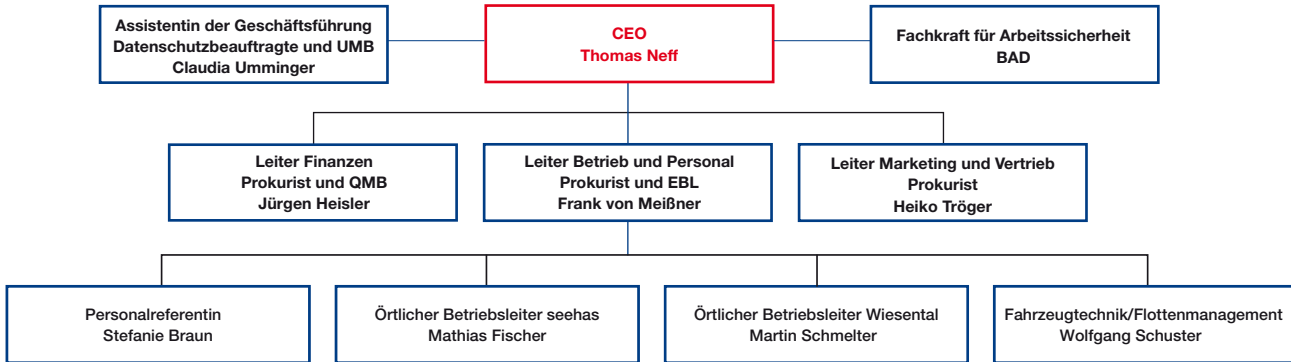 Assistentin der Geschäftsführung
Datenschutzbeauftragte und UMB
Claudia Umminger
CEO
Thomas Neff
Fachkraft für Arbeitssicherheit
BAD
Leiter Finanzen
Prokurist und QMB
Jürgen Heisler
Leiter Betrieb und Personal
Prokurist und EBL
Frank von Meißner
Leiter Marketing und Vertrieb
Prokurist
Heiko Tröger
Personalreferentin
Stefanie Braun
Örtlicher Betriebsleiter seehas
Mathias Fischer
Örtlicher Betriebsleiter Wiesental
Martin Schmelter
Fahrzeugtechnik/Flottenmanagement
Wolfgang Schuster